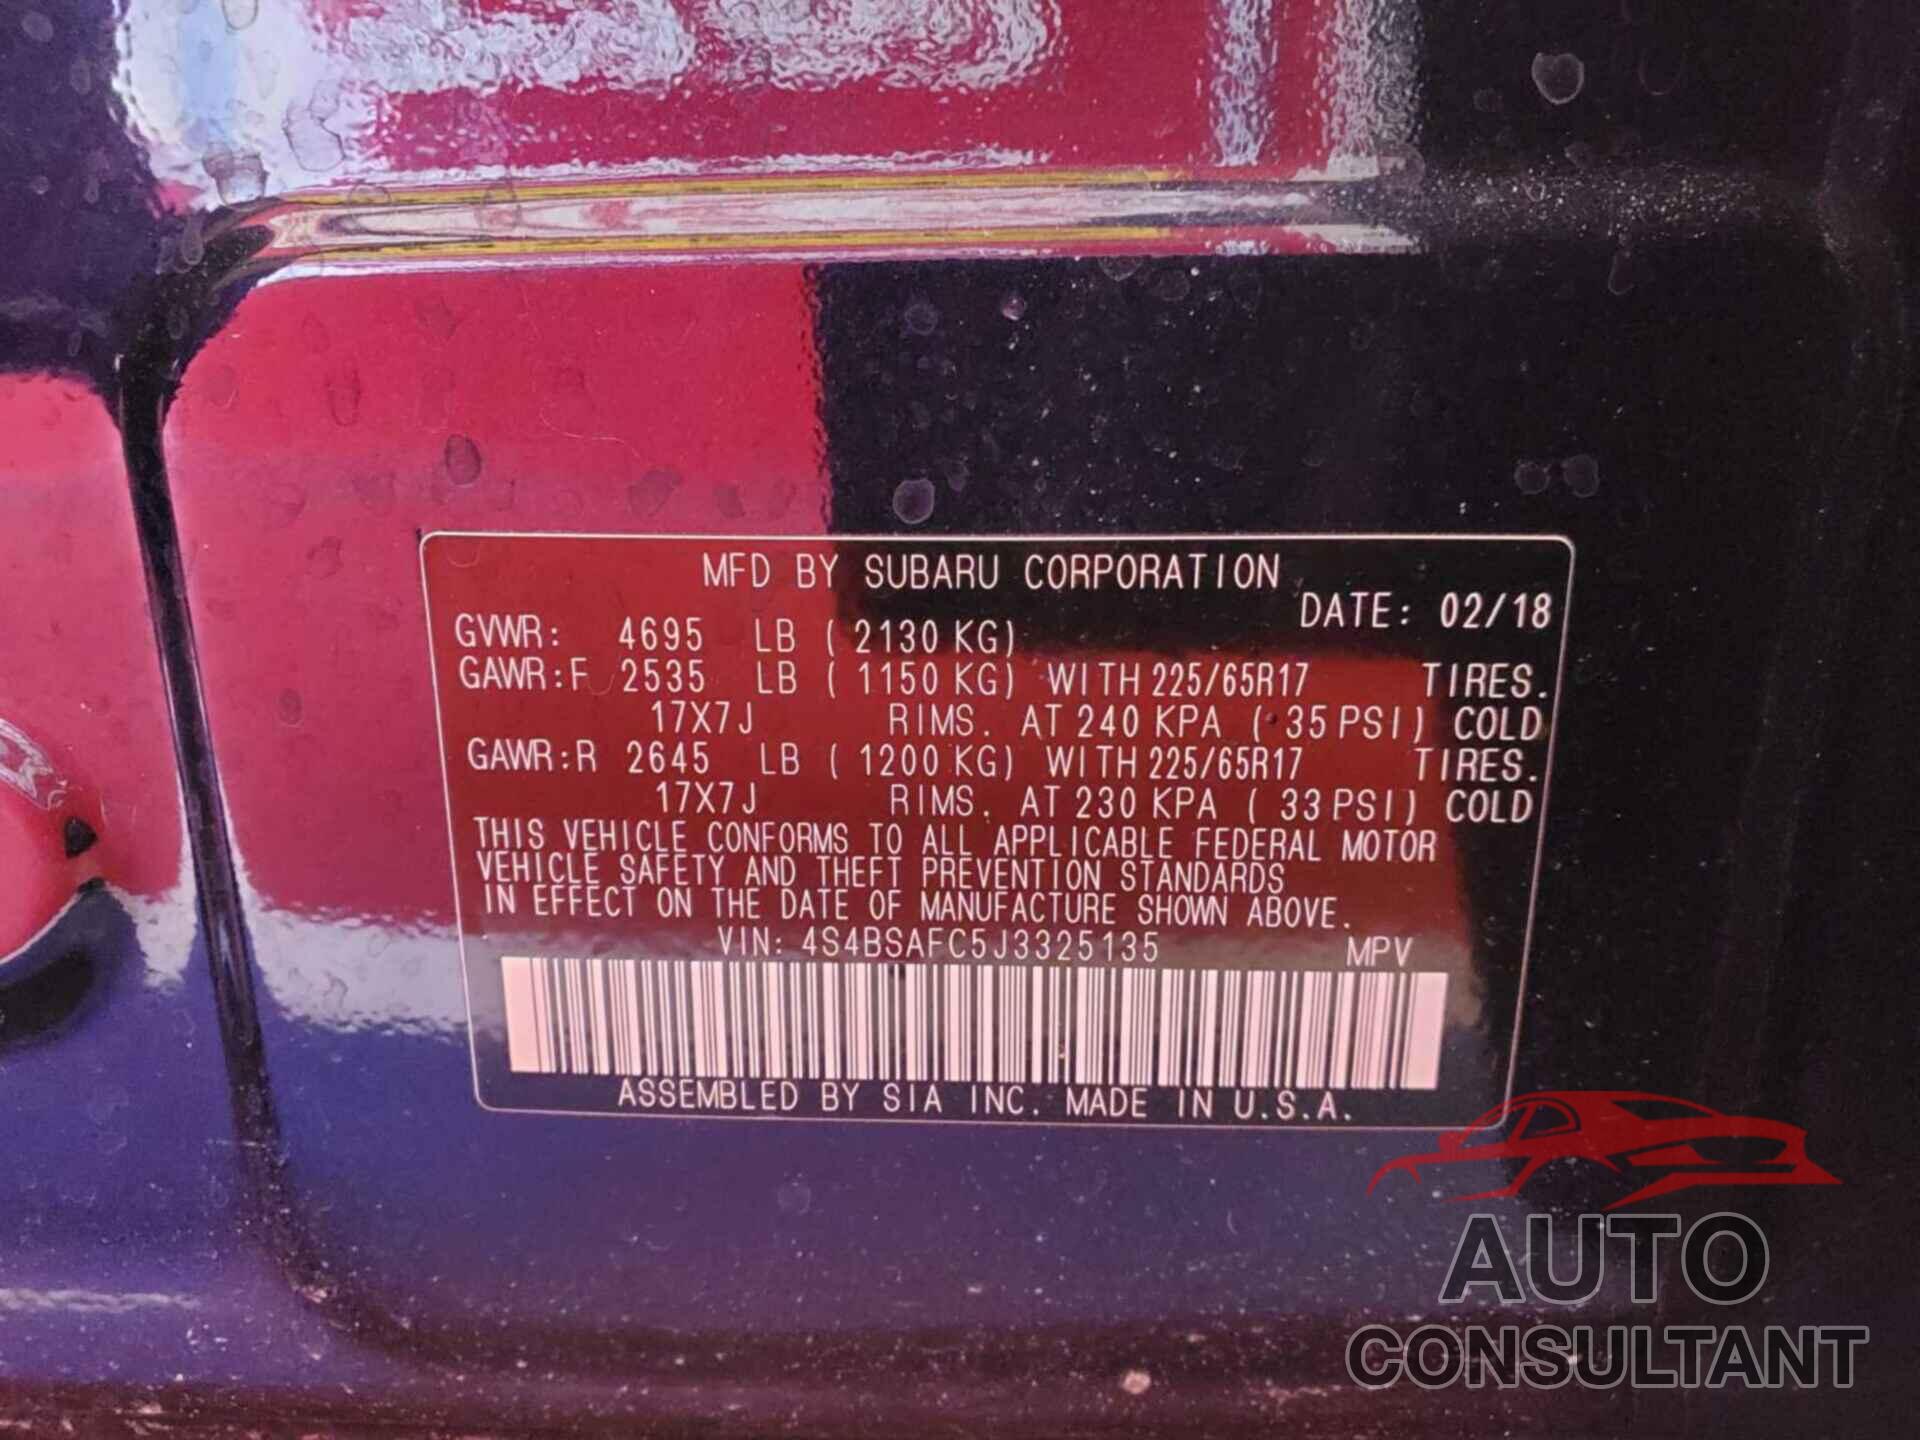 MFD BY SUBARU CORPORATION
DATE: 02/18
GVWR: 4695 LB ( 2130 KG)
GAWR:F 2535 LB ( 1150 KG) WITH 225/65R17 TIRES.
17X7J RIMS. AT 240 KPA ( 35 PSI) COLD
GAWR:R 2645 LB ( 1200 KG) WITH 225/65R17 TIRES.
17X7J RIMS. AT 230 KPA ( 33 PSI) COLD
THIS VEHICLE CONFORMS TO ALL APPLICABLE FEDERAL MOTOR
VEHICLE SAFETY AND THEFT PREVENTION STANDARDS
IN EFFECT ON THE DATE OF MANUFACTURE SHOWN ABOVE.
VIN: 4S4BSAFC5J3325135 MPV
ASSEMBLED BY SIA INC. MADE IN U.S.A.
AUTO
CONSULTANT